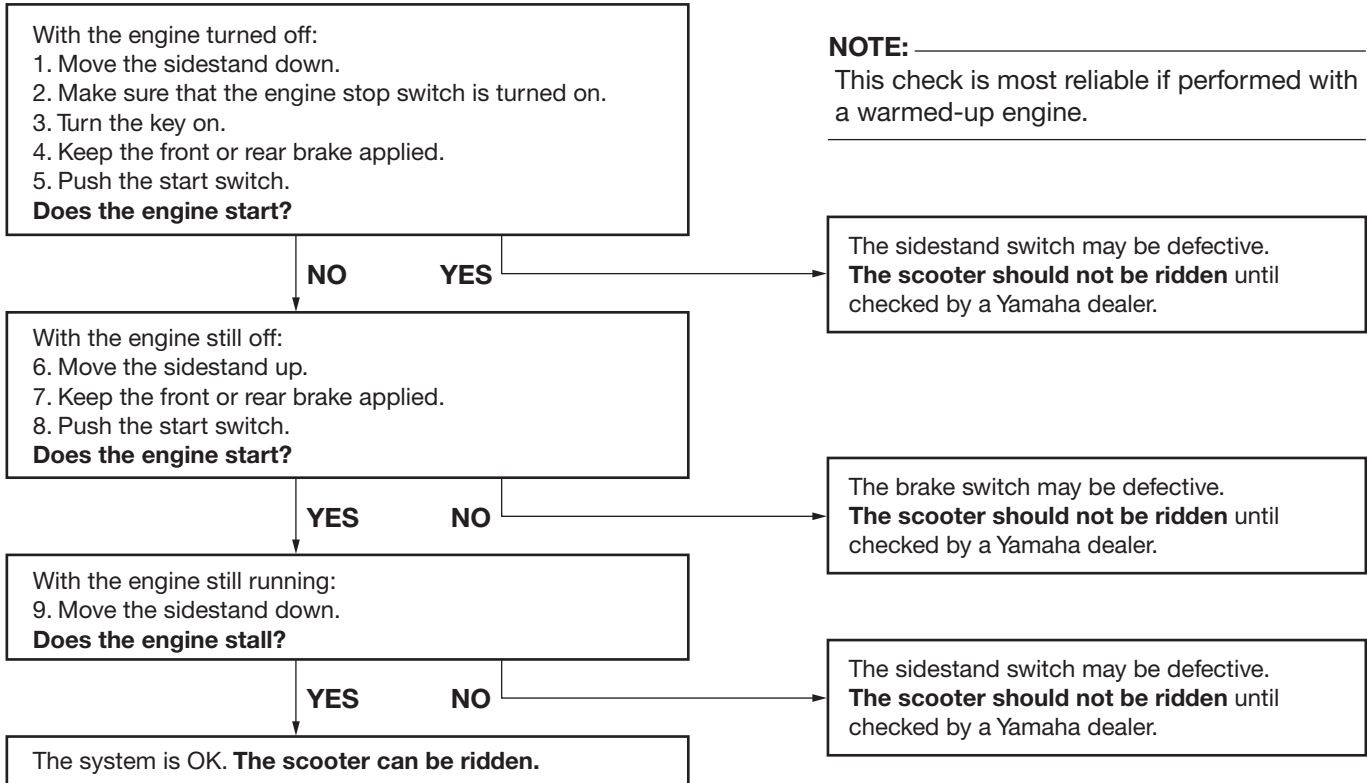 With the engine turned off:
1. Move the sidestand down.
2. Make sure that the engine stop switch is turned on.
3. Turn the key on.
4. Keep the front or rear brake applied.
5. Push the start switch.
Does the engine start?
NOTE:
This check is most reliable if performed with
a warmed-up engine.
NO YES
The sidestand switch may be defective.
The scooter should not be ridden until
checked by a Yamaha dealer.
With the engine still off:
6. Move the sidestand up.
7. Keep the front or rear brake applied.
8. Push the start switch.
Does the engine start?
YES NO
The brake switch may be defective.
The scooter should not be ridden until
checked by a Yamaha dealer.
With the engine still running:
9. Move the sidestand down.
Does the engine stall?
YES NO
The sidestand switch may be defective.
The scooter should not be ridden until
checked by a Yamaha dealer.
The system is OK. The scooter can be ridden.